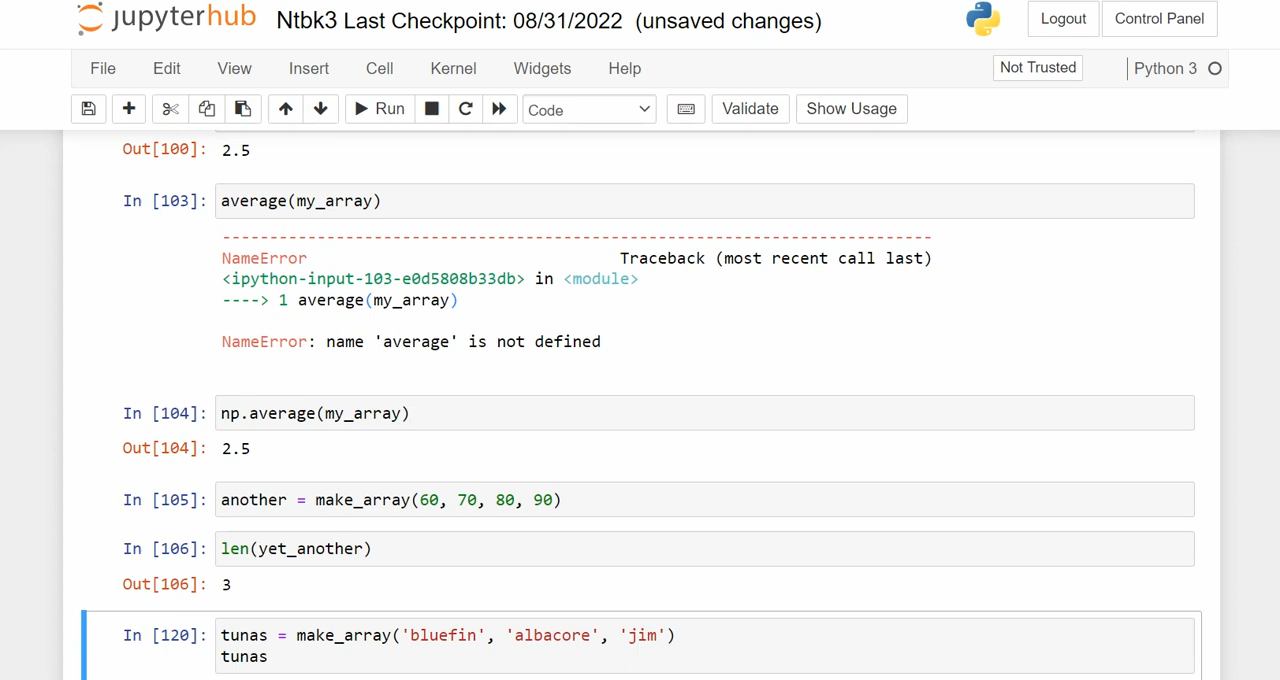 jupyterhub Ntbk3 Last Checkpoint: 08/31/2022 (unsaved changes) Logout Control Panel
File Edit View Insert Cell Kernel Widgets Help Not Trusted Python 3
Run Code Validate Show Usage
Out[100]: 2.5
In [103]: average(my_array)
---------------------------------------------------------------------------
NameError Traceback (most recent call last)
<ipython-input-103-e0d5808b33db> in <module>
----> 1 average(my_array)
NameError: name 'average' is not defined
In [104]: np.average(my_array)
Out[104]: 2.5
In [105]: another = make_array(60, 70, 80, 90)
In [106]: len(yet_another)
Out[106]: 3
In [120]: tunas = make_array('bluefin', 'albacore', 'jim')
tunas